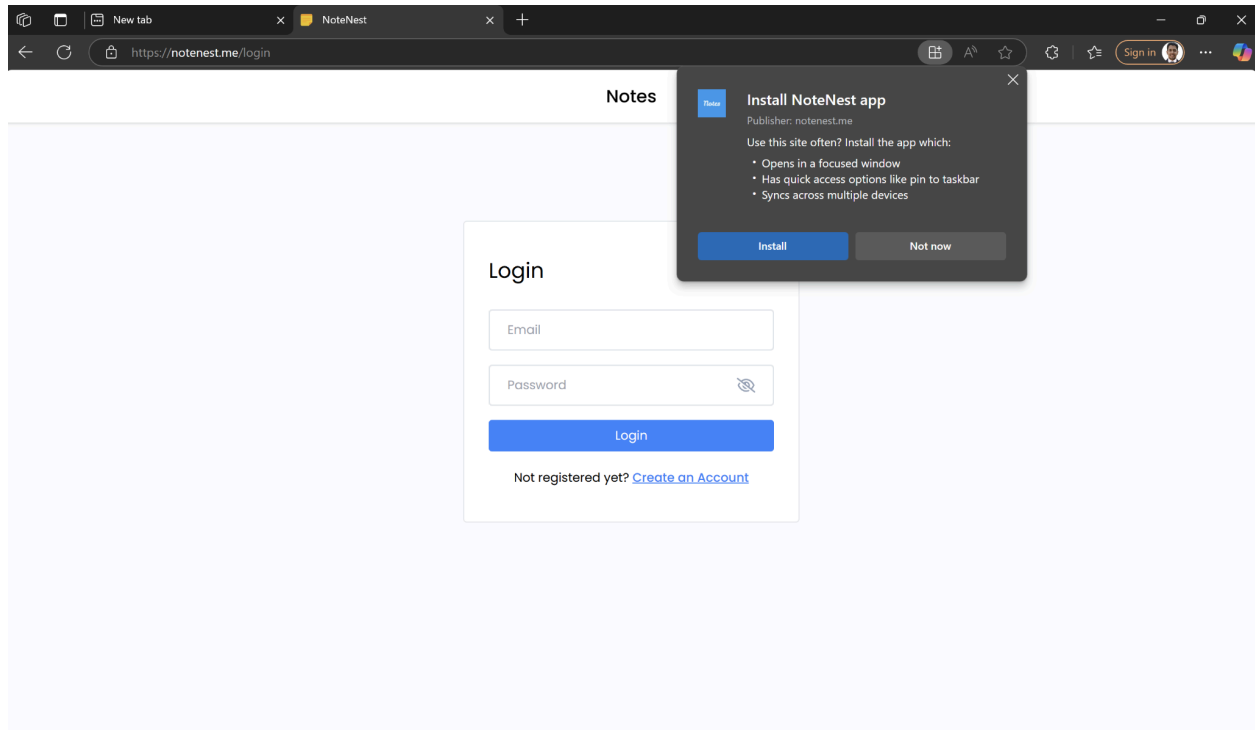 New tab
NoteNest
https://notenest.me/login
Sign in
Notes
Notes
Install NoteNest app
Publisher: notenest.me
Use this site often? Install the app which:
• Opens in a focused window
• Has quick access options like pin to taskbar
• Syncs across multiple devices
Install
Not now
Login
Email
Password
Login
Not registered yet? Create an Account